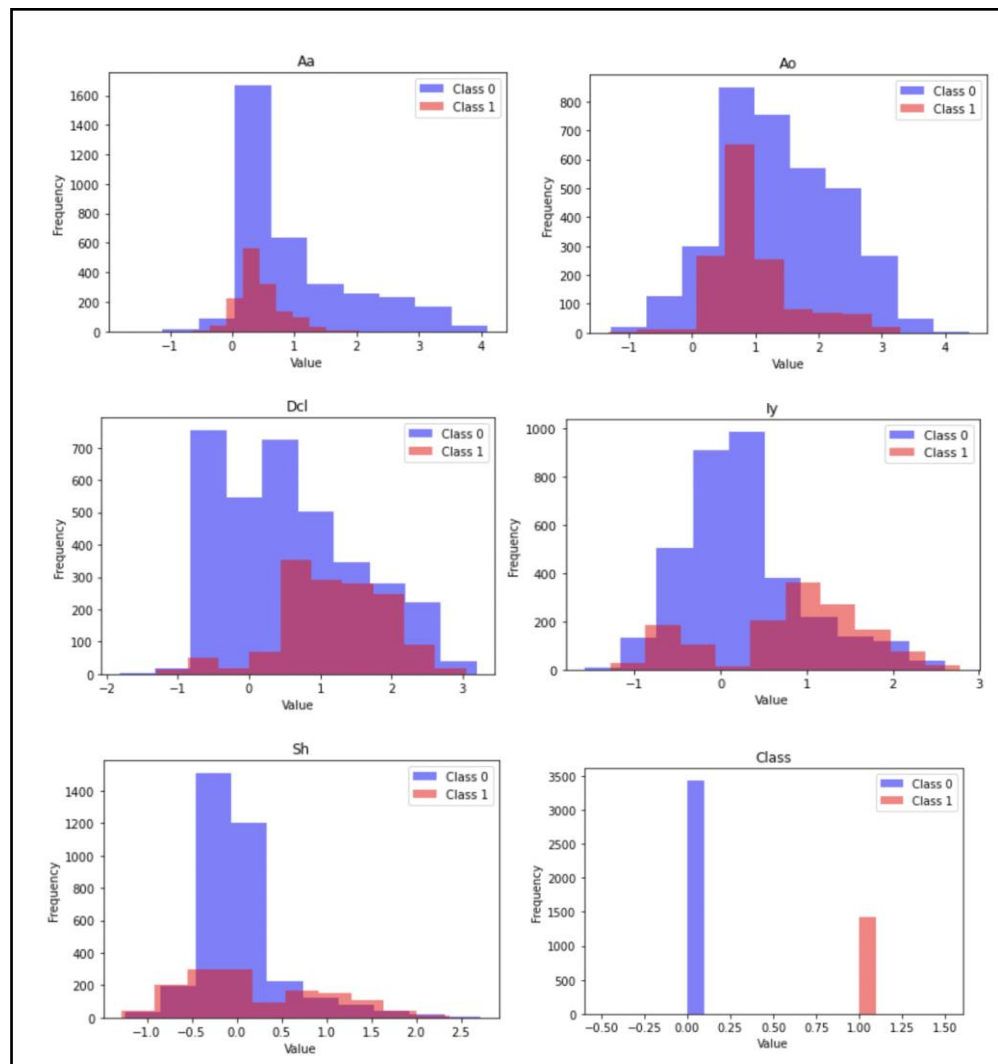 Aa
Class 0
Class 1
1600
1400
1200
1000
800
600
400
200
0
Frequency
−1
0
1
2
3
4
Value
Ao
Class 0
Class 1
800
700
600
500
400
300
200
100
0
Frequency
−1
0
1
2
3
4
Value
Dcl
Class 0
Class 1
700
600
500
400
300
200
100
0
Frequency
−2
−1
0
1
2
3
Value
Iy
Class 0
Class 1
1000
800
600
400
200
0
Frequency
−1
0
1
2
3
Value
Sh
Class 0
Class 1
1400
1200
1000
800
600
400
200
0
Frequency
−1.0
−0.5
0.0
0.5
1.0
1.5
2.0
2.5
Value
Class
Class 0
Class 1
3500
3000
2500
2000
1500
1000
500
0
Frequency
−0.50
−0.25
0.00
0.25
0.50
0.75
1.00
1.25
1.50
Value